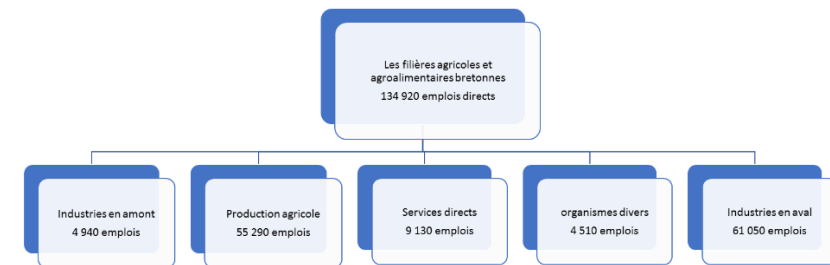 Les filières agricoles et
agroalimentaires bretonnes
134 920 emplois directs
Industries en amont
4 940 emplois
Production agricole
55 290 emplois
Services directs
9 130 emplois
organismes divers
4 510 emplois
Industries en aval
61 050 emplois